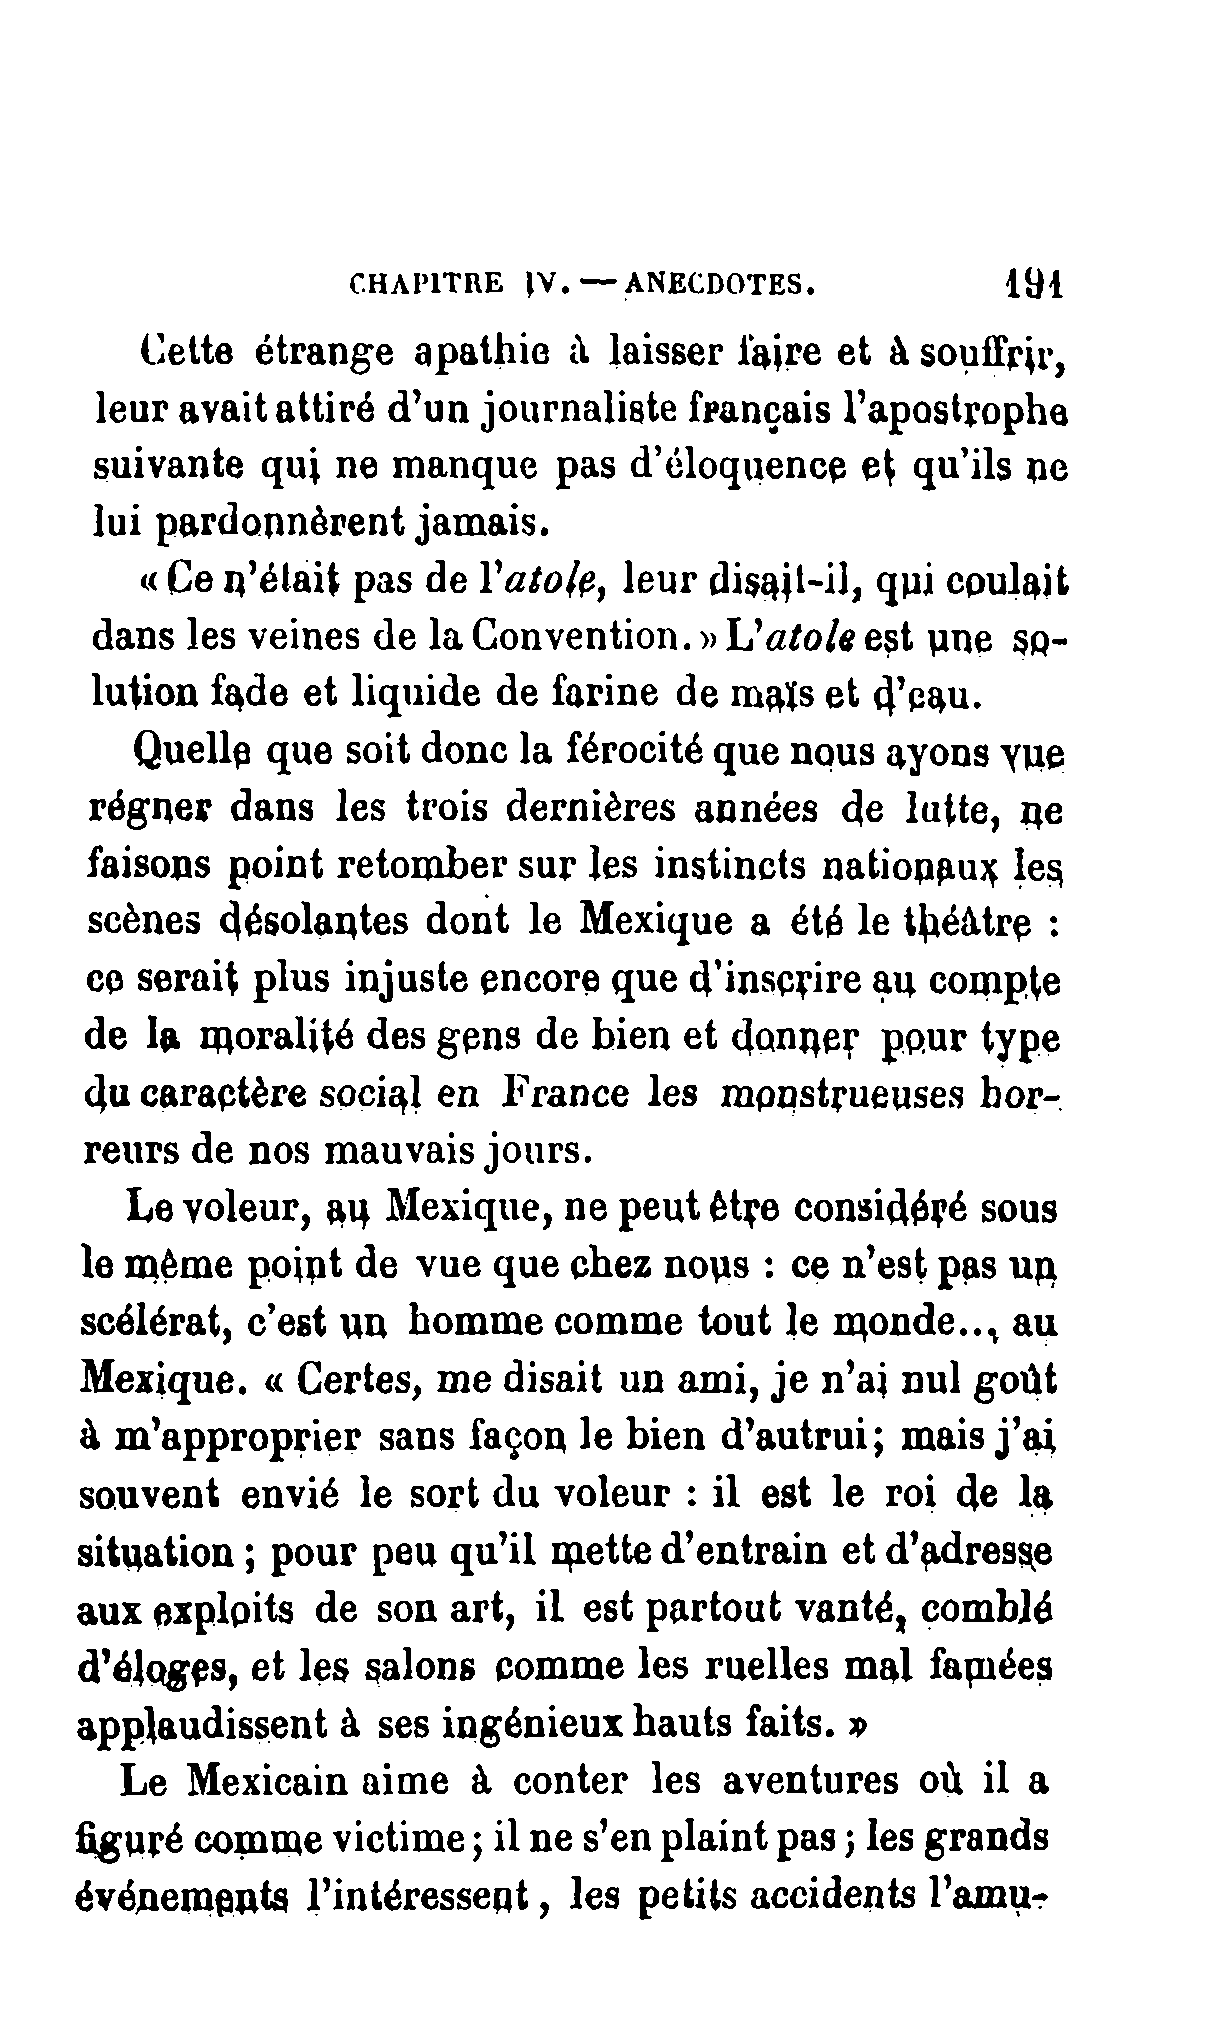 CHAPITRE IV. — ANECDOTES. 191
Cette étrange apathie à laisser faire et à souffrir,
leur avait attiré d'un journaliste français l'apostrophe
suivante qui ne manque pas d'éloquence et qu'ils ne
lui pardonnèrent jamais.
« Ce n'était pas de l'atole, leur disait-il, qui coulait
dans les veines de la Convention. » L'atole est une so-
lution fade et liquide de farine de maïs et d'eau.
Quelle que soit donc la férocité que nous ayons vue
régner dans les trois dernières années de lutte, ne
faisons point retomber sur les instincts nationaux les
scènes désolantes dont le Mexique a été le théâtre :
ce serait plus injuste encore que d'inscrire au compte
de la moralité des gens de bien et donner pour type
du caractère social en France les monstrueuses hor-
reurs de nos mauvais jours.
Le voleur, au Mexique, ne peut être considéré sous
le même point de vue que chez nous : ce n'est pas un
scélérat, c'est un homme comme tout le monde..., au
Mexique. « Certes, me disait un ami, je n'ai nul goût
à m'approprier sans façon le bien d'autrui; mais j'ai
souvent envié le sort du voleur : il est le roi de la
situation ; pour peu qu'il mette d'entrain et d'adresse
aux exploits de son art, il est partout vanté, comblé
d'éloges, et les salons comme les ruelles mal famées
applaudissent à ses ingénieux hauts faits. »
Le Mexicain aime à conter les aventures où il a
figuré comme victime ; il ne s'en plaint pas ; les grands
événements l'intéressent, les petits accidents l'amu-